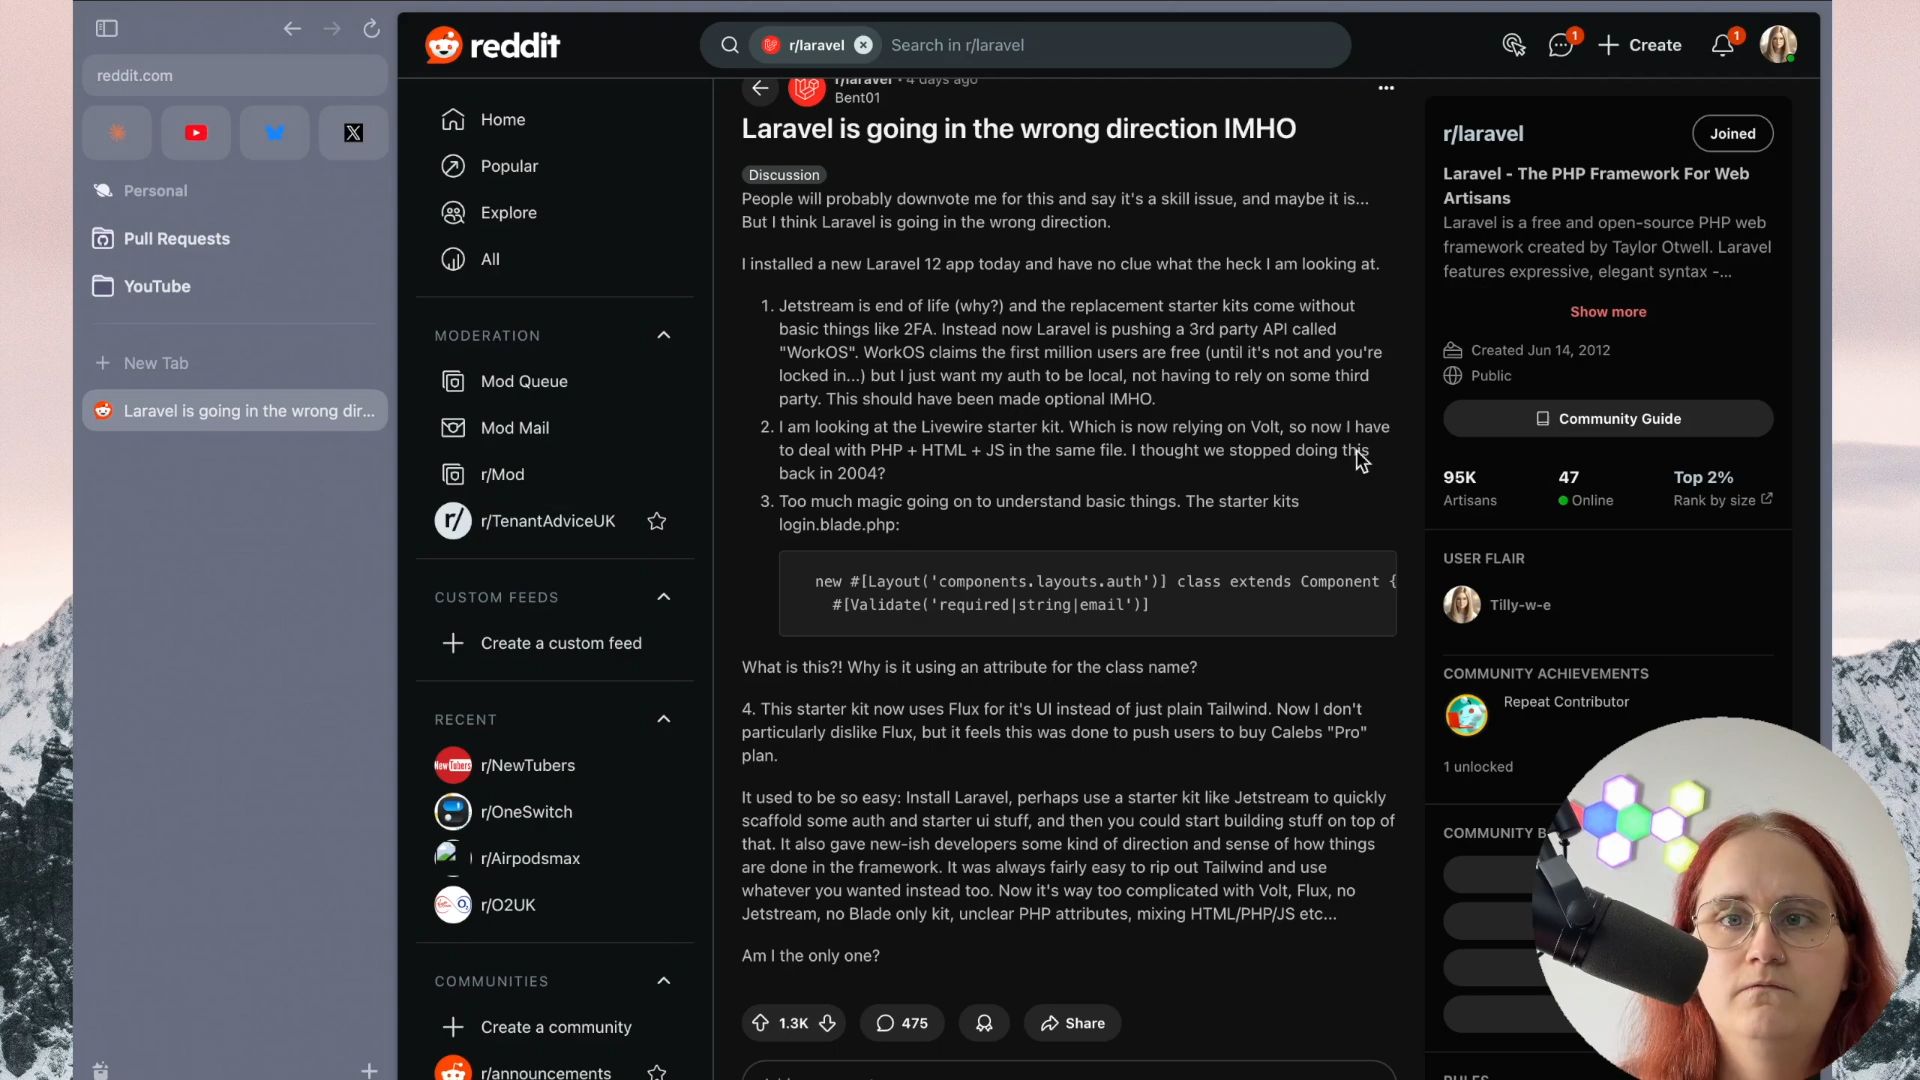 reddit.com
Personal
Pull Requests
YouTube
New Tab
Laravel is going in the wrong dir...
reddit
r/laravel
Search in r/laravel
1
Create
1
Home
Popular
Explore
All
MODERATION
Mod Queue
Mod Mail
r/Mod
r/TenantAdviceUK
CUSTOM FEEDS
Create a custom feed
RECENT
r/NewTubers
r/OneSwitch
r/Airpodsmax
r/O2UK
COMMUNITIES
Create a community
r/announcements
r/laravel • 4 days ago
Bent01
Laravel is going in the wrong direction IMHO
Discussion
People will probably downvote me for this and say it's a skill issue, and maybe it is...
But I think Laravel is going in the wrong direction.
I installed a new Laravel 12 app today and have no clue what the heck I am looking at.
1. Jetstream is end of life (why?) and the replacement starter kits come without
basic things like 2FA. Instead now Laravel is pushing a 3rd party API called
"WorkOS". WorkOS claims the first million users are free (until it's not and you're
locked in...) but I just want my auth to be local, not having to rely on some third
party. This should have been made optional IMHO.
2. I am looking at the Livewire starter kit. Which is now relying on Volt, so now I have
to deal with PHP + HTML + JS in the same file. I thought we stopped doing this
back in 2004?
3. Too much magic going on to understand basic things. The starter kits
login.blade.php:
new #[Layout('components.layouts.auth')] class extends Component {
#[Validate('required|string|email')]
What is this?! Why is it using an attribute for the class name?
4. This starter kit now uses Flux for it's UI instead of just plain Tailwind. Now I don't
particularly dislike Flux, but it feels this was done to push users to buy Calebs "Pro"
plan.
It used to be so easy: Install Laravel, perhaps use a starter kit like Jetstream to quickly
scaffold some auth and starter ui stuff, and then you could start building stuff on top of
that. It also gave new-ish developers some kind of direction and sense of how things
are done in the framework. It was always fairly easy to rip out Tailwind and use
whatever you wanted instead too. Now it's way too complicated with Volt, Flux, no
Jetstream, no Blade only kit, unclear PHP attributes, mixing HTML/PHP/JS etc...
Am I the only one?
1.3K
475
Share
r/laravel
Joined
Laravel - The PHP Framework For Web
Artisans
Laravel is a free and open-source PHP web
framework created by Taylor Otwell. Laravel
features expressive, elegant syntax -...
Show more
Created Jun 14, 2012
Public
Community Guide
95K
Artisans
47
Online
Top 2%
Rank by size
USER FLAIR
Tilly-w-e
COMMUNITY ACHIEVEMENTS
Repeat Contributor
1 unlocked
COMMUNITY B